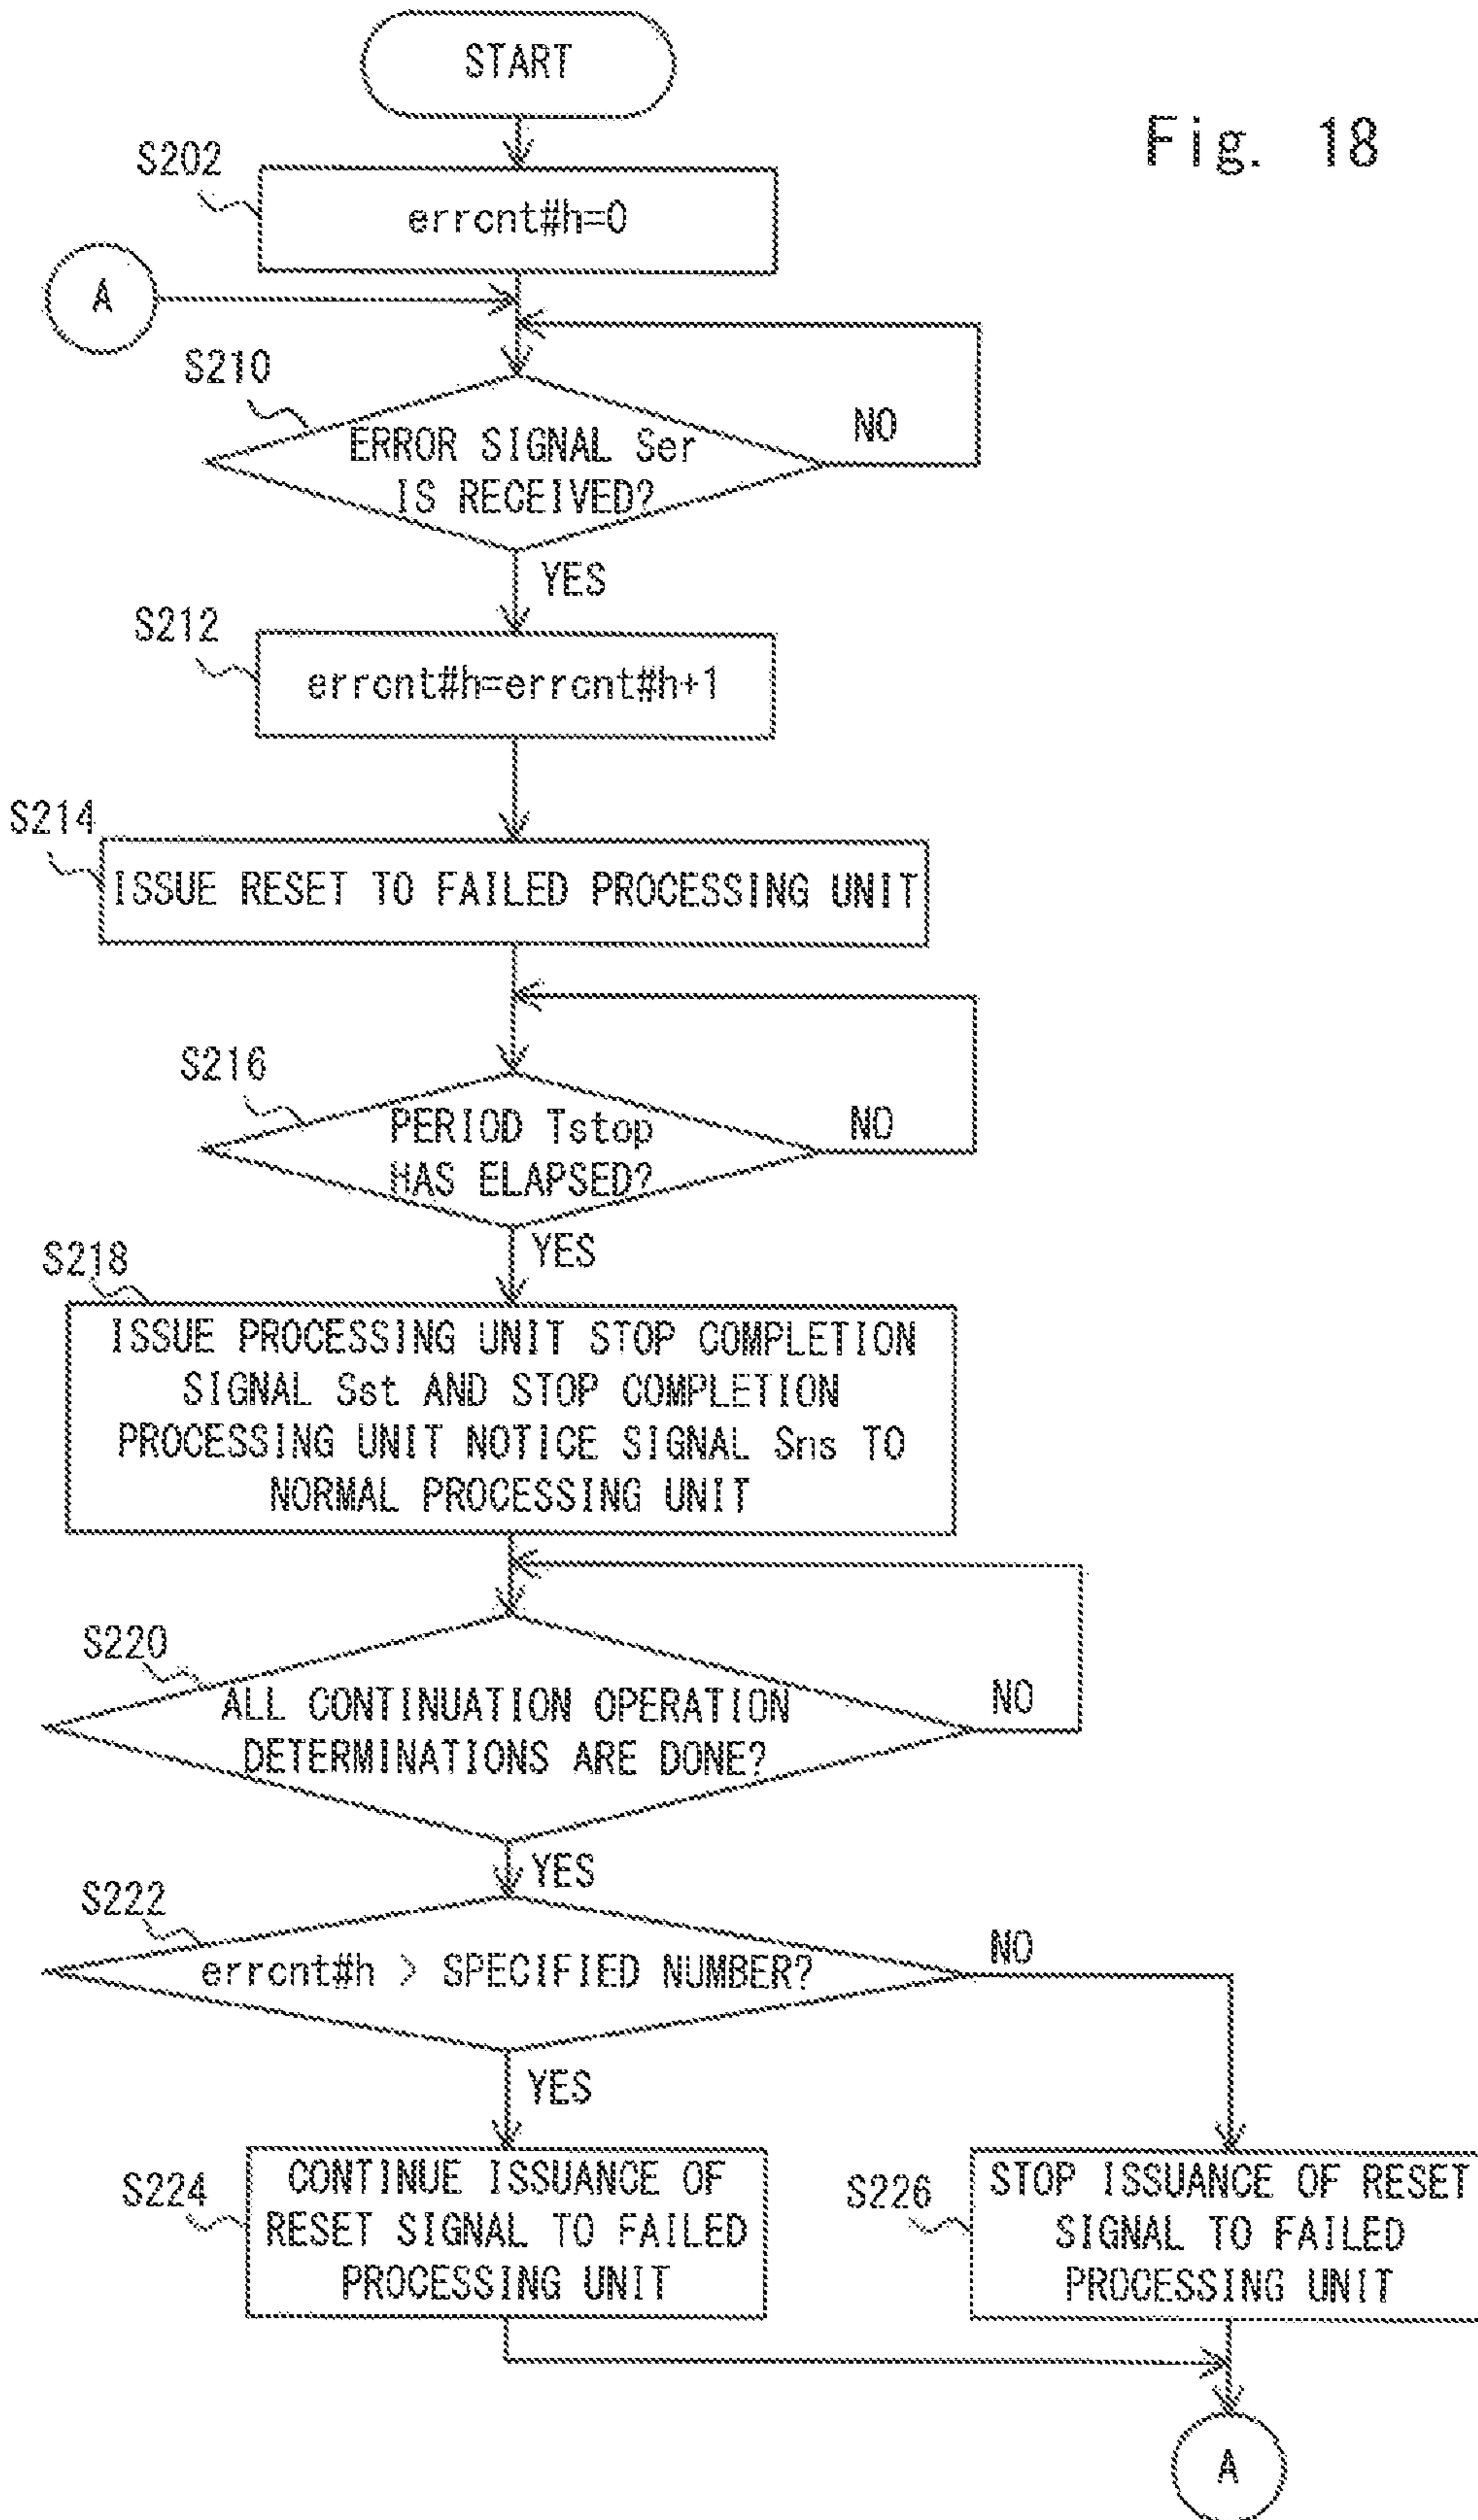 START
Fig. 18
S202
errcnt#h=0
A
S210
ERROR SIGNAL Ser
IS RECEIVED?
NO
YES
S212
errcnt#h=errcnt#h+1
S214
ISSUE RESET TO FAILED PROCESSING UNIT
S216
PERIOD Tstop
HAS ELAPSED?
NO
YES
S218
ISSUE PROCESSING UNIT STOP COMPLETION
SIGNAL Sst AND STOP COMPLETION
PROCESSING UNIT NOTICE SIGNAL Sns TO
NORMAL PROCESSING UNIT
S220
ALL CONTINUATION OPERATION
DETERMINATIONS ARE DONE?
NO
YES
S222
errcnt#h > SPECIFIED NUMBER?
NO
YES
S224
CONTINUE ISSUANCE OF
RESET SIGNAL TO FAILED
PROCESSING UNIT
S226
STOP ISSUANCE OF RESET
SIGNAL TO FAILED
PROCESSING UNIT
A